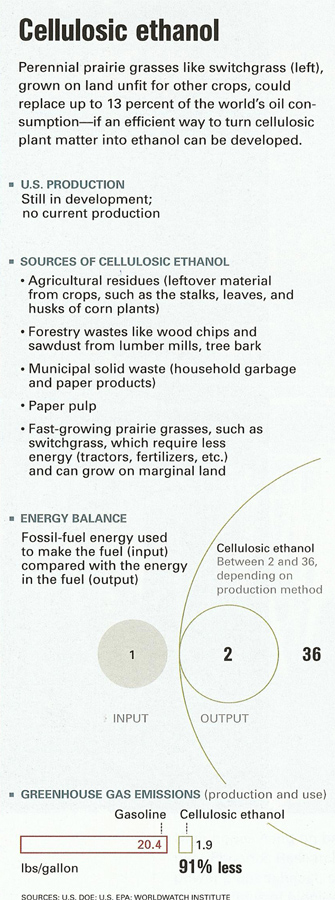 Cellulosic ethanol
Perennial prairie grasses like switchgrass (left),
grown on land unfit for other crops, could
replace up to 13 percent of the world's oil con-
sumption—if an efficient way to turn cellulosic
plant matter into ethanol can be developed.
U.S. PRODUCTION
Still in development;
no current production
SOURCES OF CELLULOSIC ETHANOL
• Agricultural residues (leftover material
from crops, such as the stalks, leaves, and
husks of corn plants)
• Forestry wastes like wood chips and
sawdust from lumber mills, tree bark
• Municipal solid waste (household garbage
and paper products)
• Paper pulp
• Fast-growing prairie grasses, such as
switchgrass, which require less
energy (tractors, fertilizers, etc.)
and can grow on marginal land
ENERGY BALANCE
Fossil-fuel energy used
to make the fuel (input)
compared with the energy
in the fuel (output)
Cellulosic ethanol
Between 2 and 36,
depending on
production method
1
2
36
INPUT
OUTPUT
GREENHOUSE GAS EMISSIONS (production and use)
Gasoline
Cellulosic ethanol
20.4
1.9
lbs/gallon
91% less
SOURCES: U.S. DOE; U.S. EPA; WORLDWATCH INSTITUTE